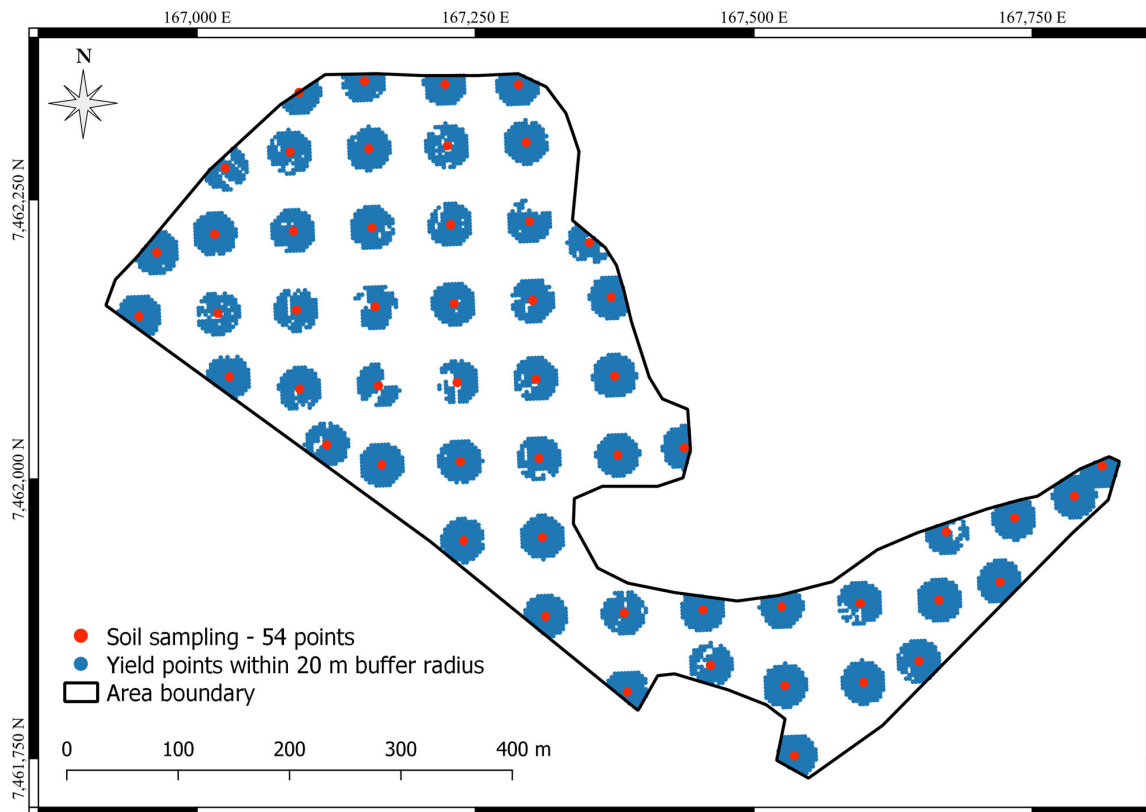 167,000 E
167,250 E
167,500 E
167,750 E
N
7,462,250 N
7,462,000 N
7,461,750 N
Soil sampling - 54 points
Yield points within 20 m buffer radius
Area boundary
0 100 200 300 400 m